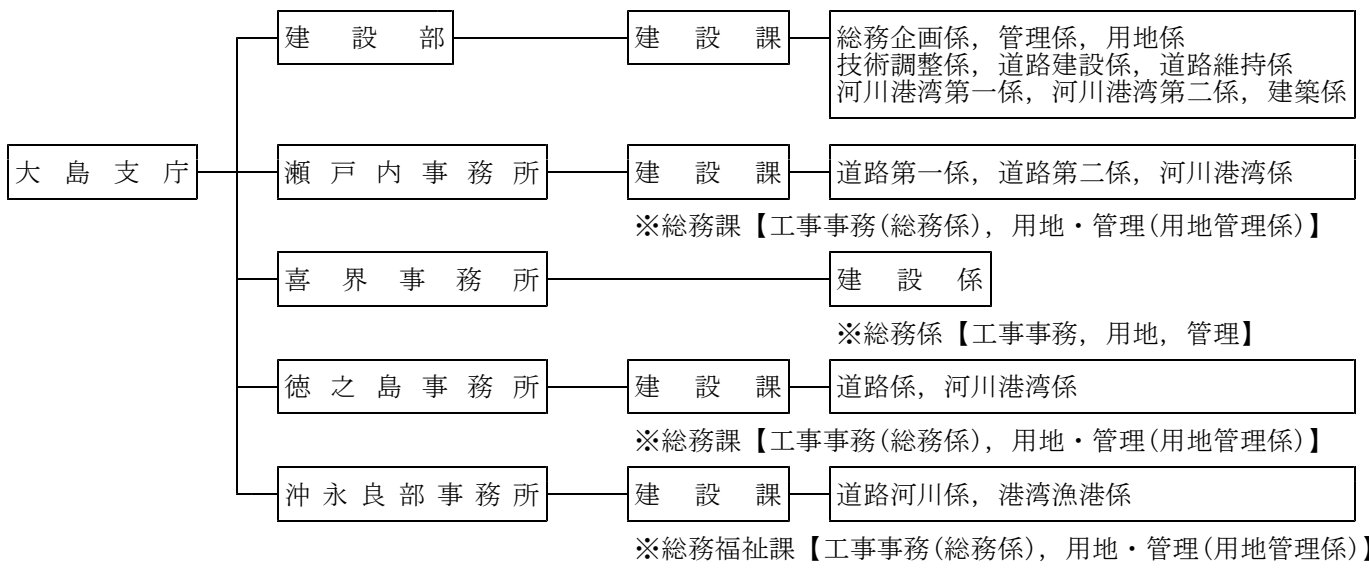 建設部 建設課 総務企画係，管理係，用地係
技術調整係，道路建設係，道路維持係
河川港湾第一係，河川港湾第二係，建築係
大島支庁 瀬戸内事務所 建設課 道路第一係，道路第二係，河川港湾係
※総務課【工事事務(総務係)，用地・管理(用地管理係)】
喜界事務所 建設係
※総務係【工事事務，用地，管理】
徳之島事務所 建設課 道路係，河川港湾係
※総務課【工事事務(総務係)，用地・管理(用地管理係)】
沖永良部事務所 建設課 道路河川係，港湾漁港係
※総務福祉課【工事事務(総務係)，用地・管理(用地管理係)】